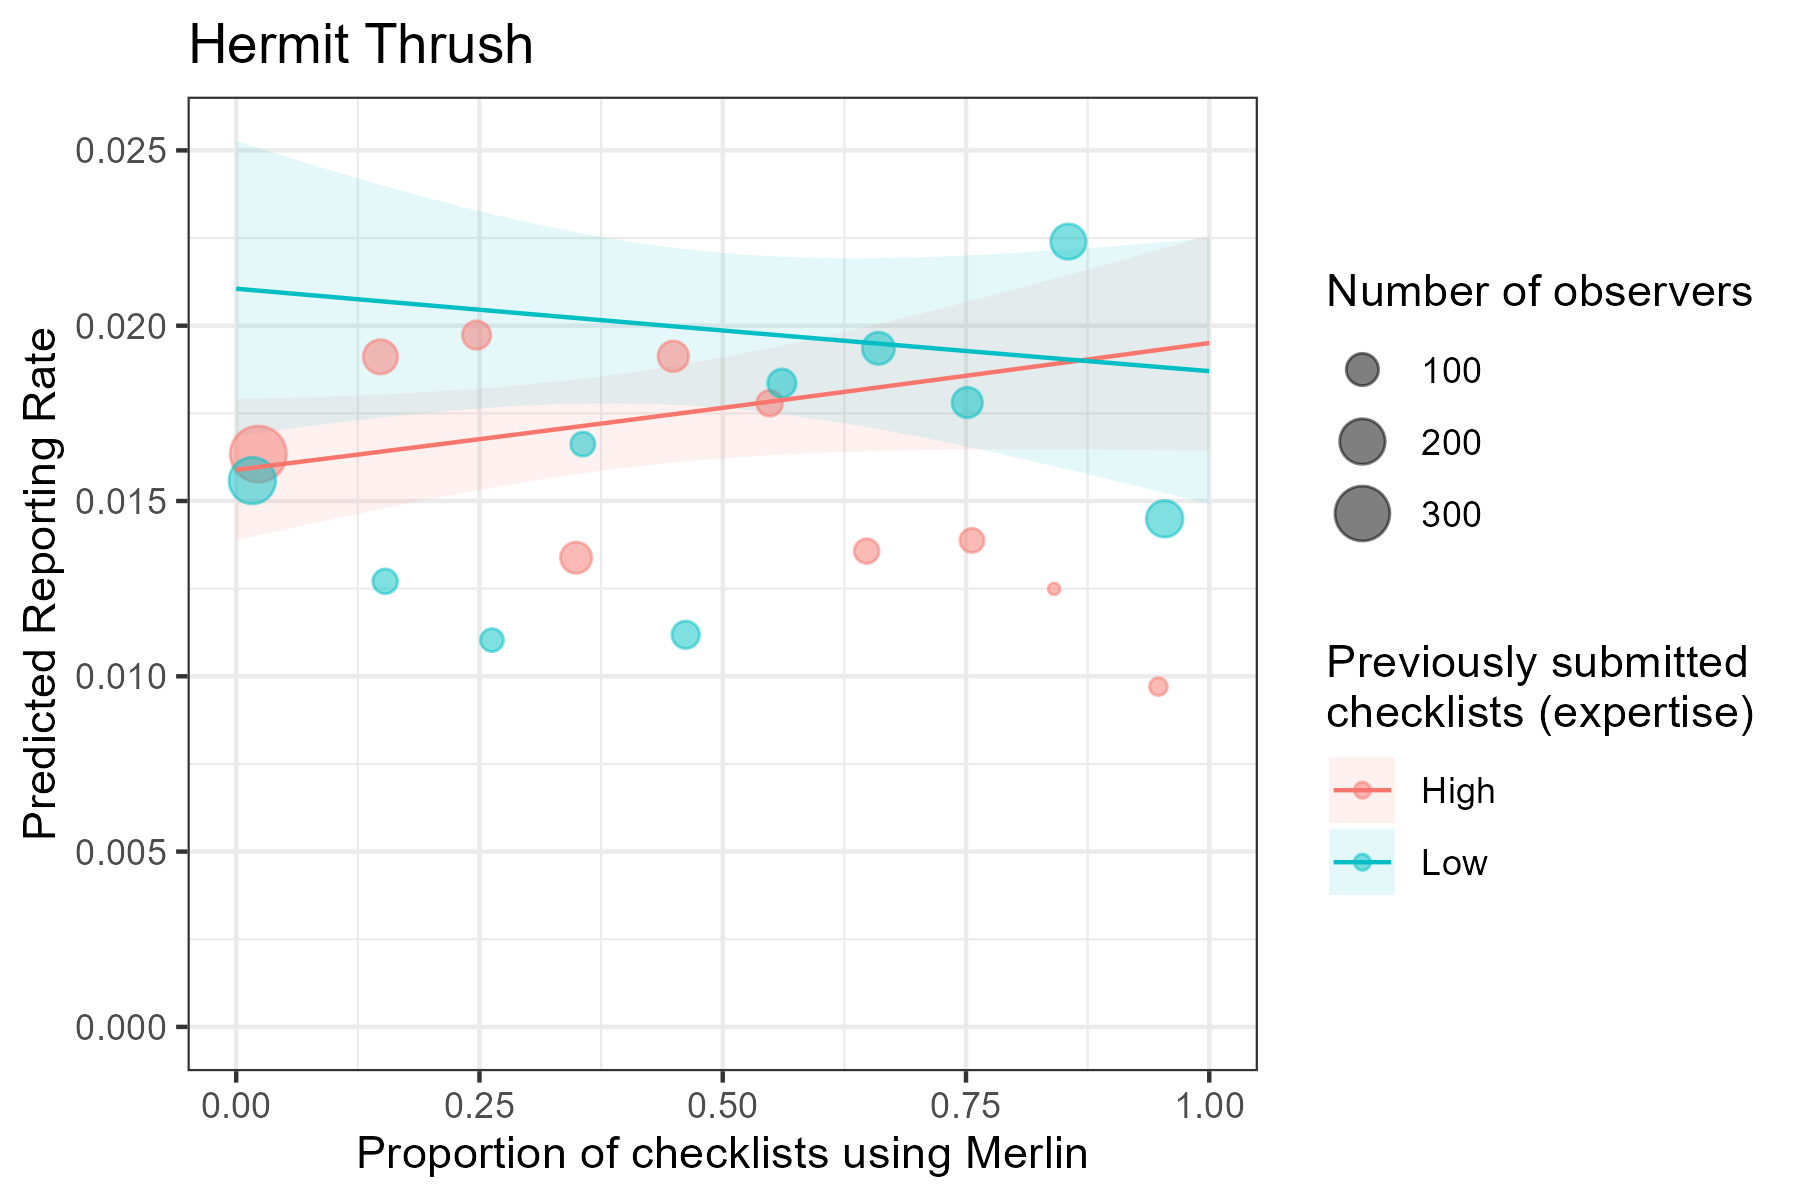 Hermit Thrush
Predicted Reporting Rate
0.025
0.020
0.015
0.010
0.005
0.000
0.00 0.25 0.50 0.75 1.00
Proportion of checklists using Merlin
Number of observers
100
200
300
Previously submitted
checklists (expertise)
High
Low